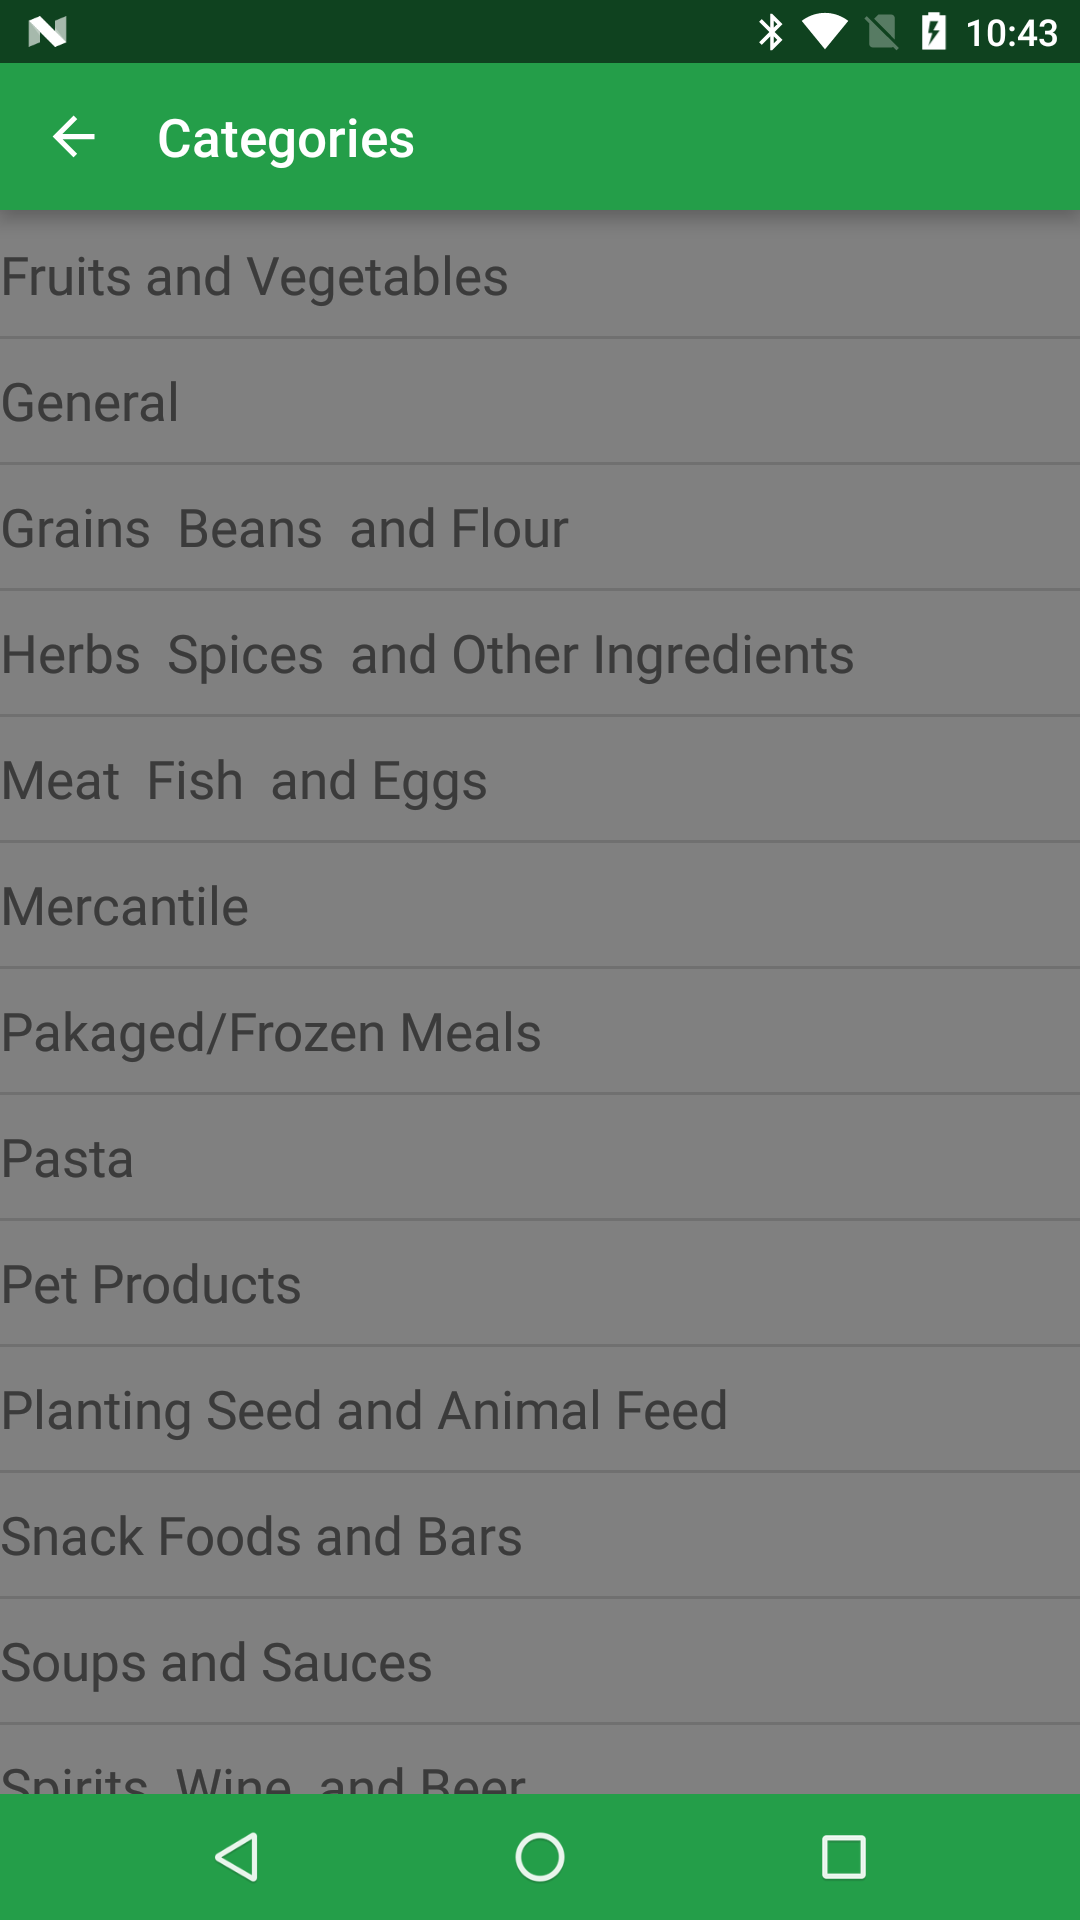 10:43
Categories
Fruits and Vegetables
General
Grains  Beans  and Flour
Herbs  Spices  and Other Ingredients
Meat  Fish  and Eggs
Mercantile
Pakaged/Frozen Meals
Pasta
Pet Products
Planting Seed and Animal Feed
Snack Foods and Bars
Soups and Sauces
Spirits  Wine  and Beer